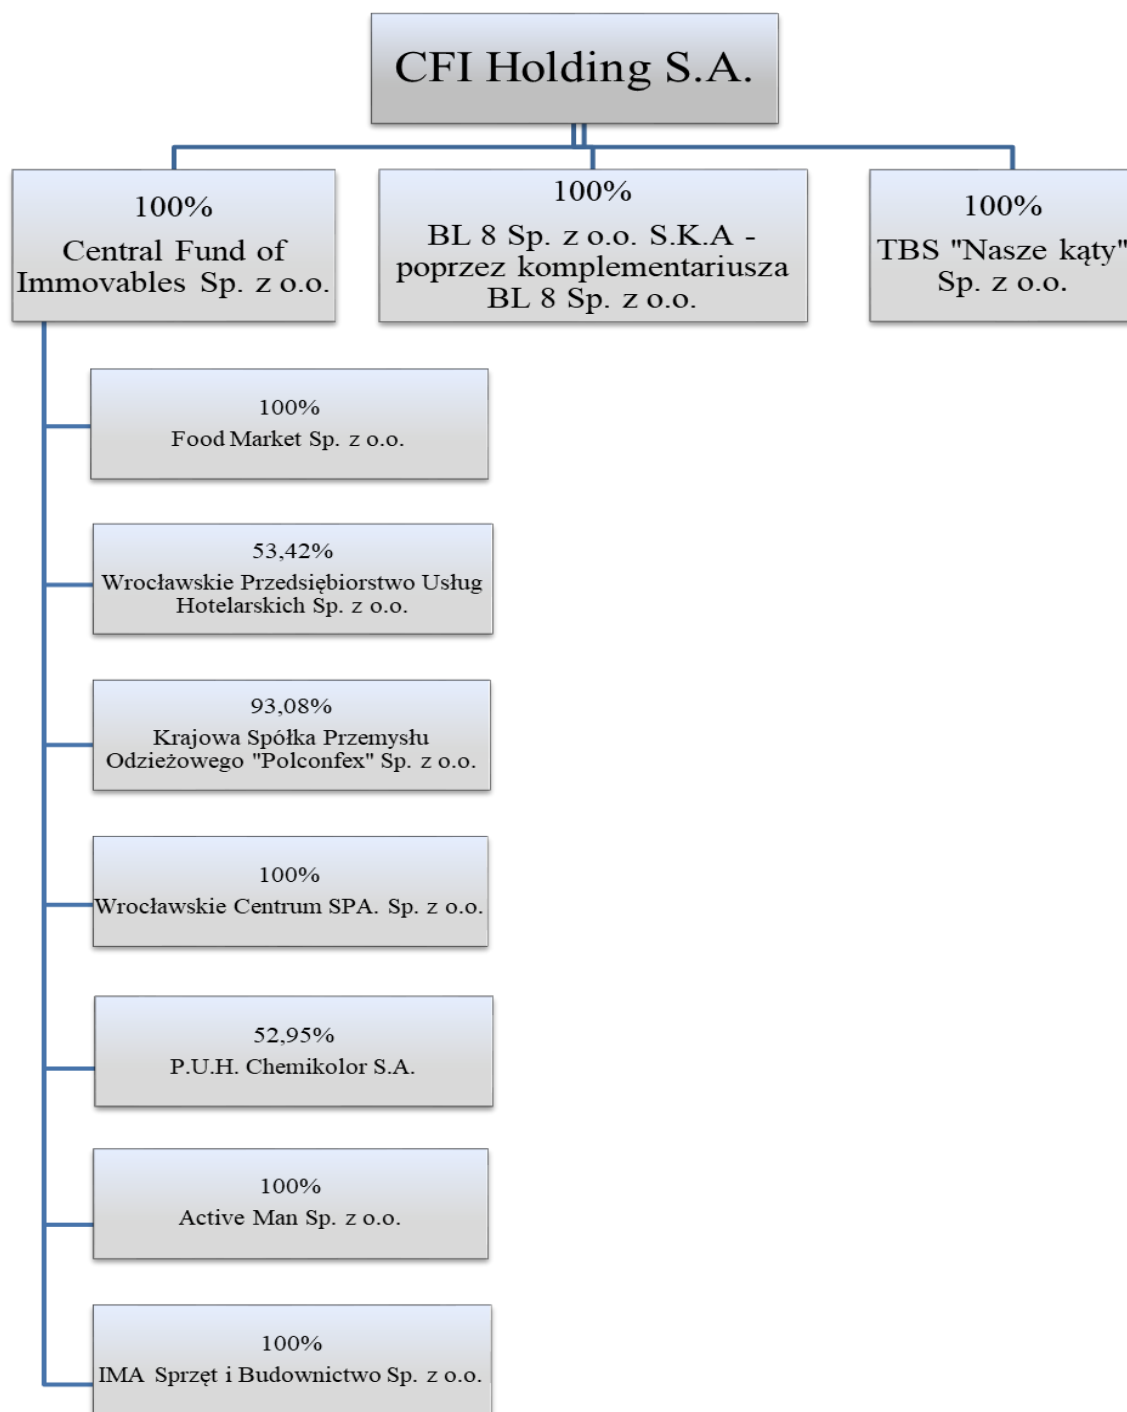 CFI Holding S.A.
100%
Central Fund of
Immovables Sp. z o.o.
100%
BL 8 Sp. z o.o. S.K.A -
poprzez komplementariusza
BL 8 Sp. z o.o.
100%
TBS "Nasze kąty"
Sp. z o.o.
100%
Food Market Sp. z o.o.
53,42%
Wrocławskie Przedsiębiorstwo Usług
Hotelarskich Sp. z o.o.
93,08%
Krajowa Spółka Przemysłu
Odzieżowego "Polconfex" Sp. z o.o.
100%
Wrocławskie Centrum SPA. Sp. z o.o.
52,95%
P.U.H. Chemikolor S.A.
100%
Active Man Sp. z o.o.
100%
IMA Sprzęt i Budownictwo Sp. z o.o.